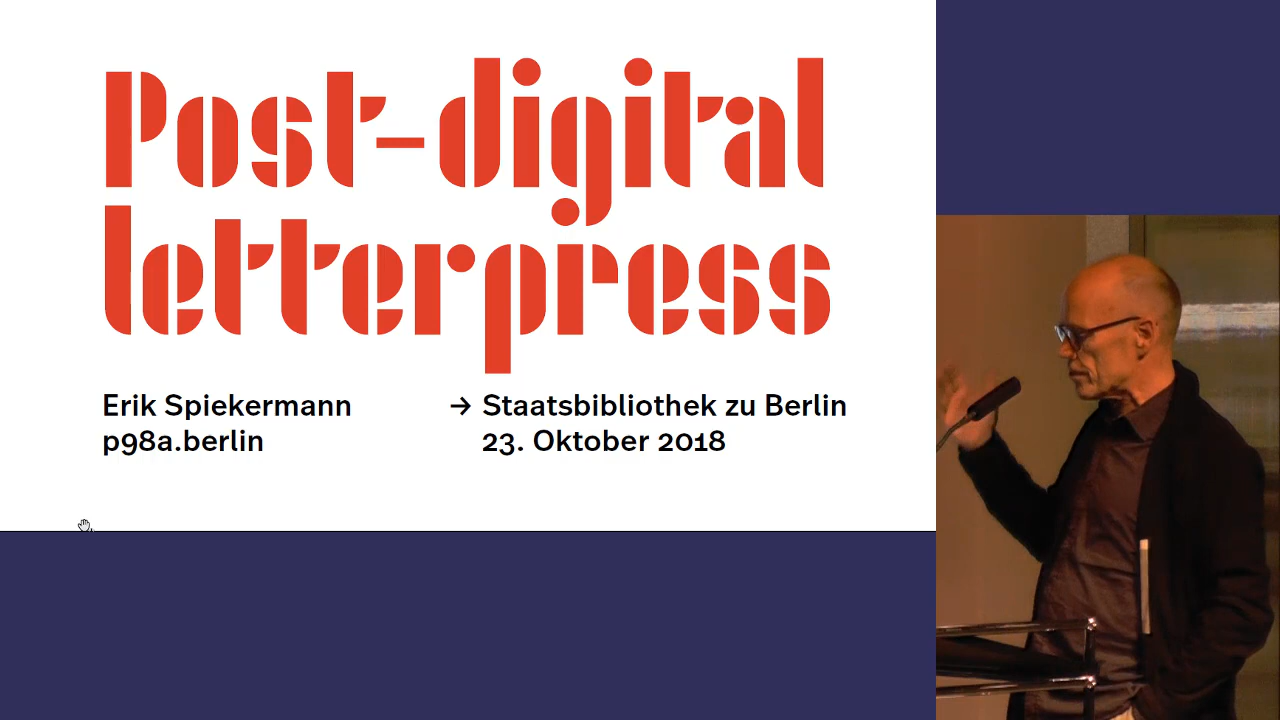 Post-digital
letterpress
Erik Spiekermann
p98a.berlin
→ Staatsbibliothek zu Berlin
23. Oktober 2018